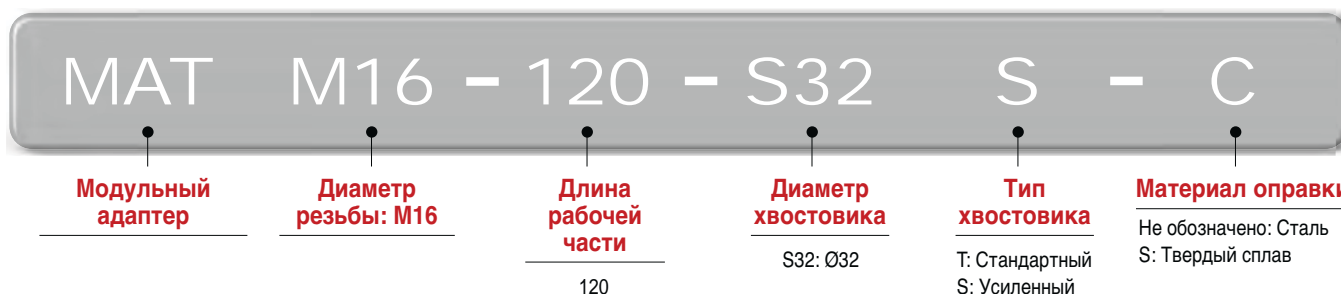 MAT M16 - 120 - S32 S - C
Модульный
адаптер
Диаметр
резьбы: M16
Длина
рабочей
части
120
Диаметр
хвостовика
S32: Ø32
Тип
хвостовика
T: Стандартный
S: Усиленный
Материал оправки
Не обозначено: Сталь
S: Твердый сплав